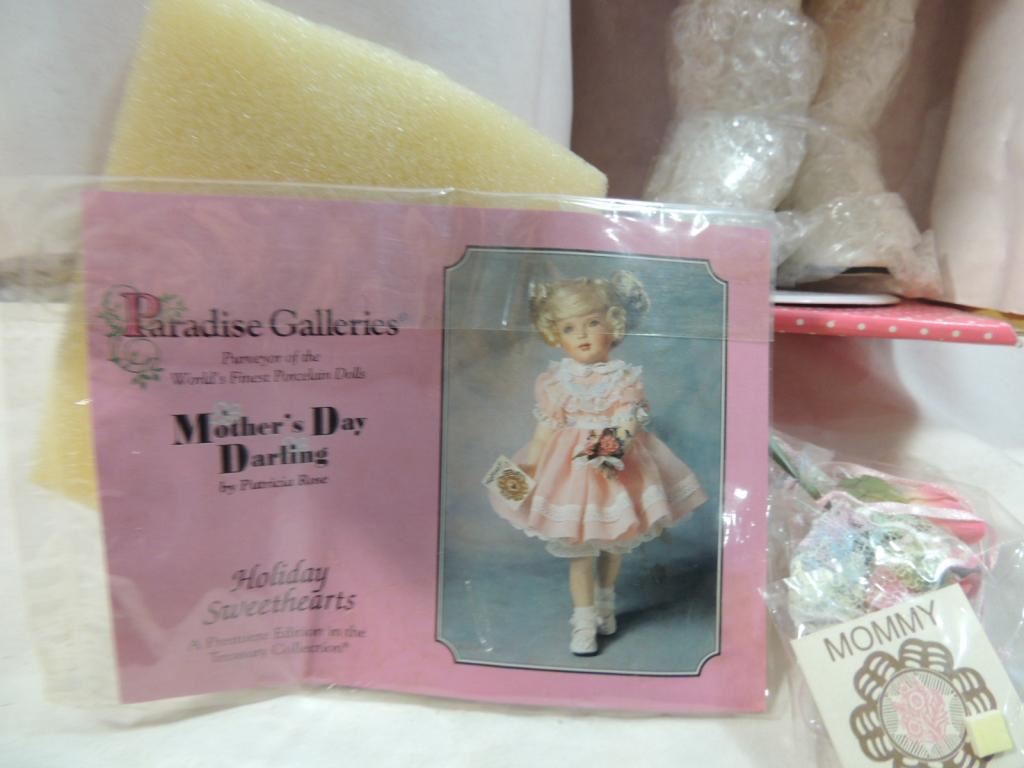 Paradise Galleries®
Purveyor of the
World's Finest Porcelain Dolls
Mother's Day
Darling
by Patricia Rose
Holiday
Sweethearts
A Premiere Edition in the
Treasury Collection®
MOMMY